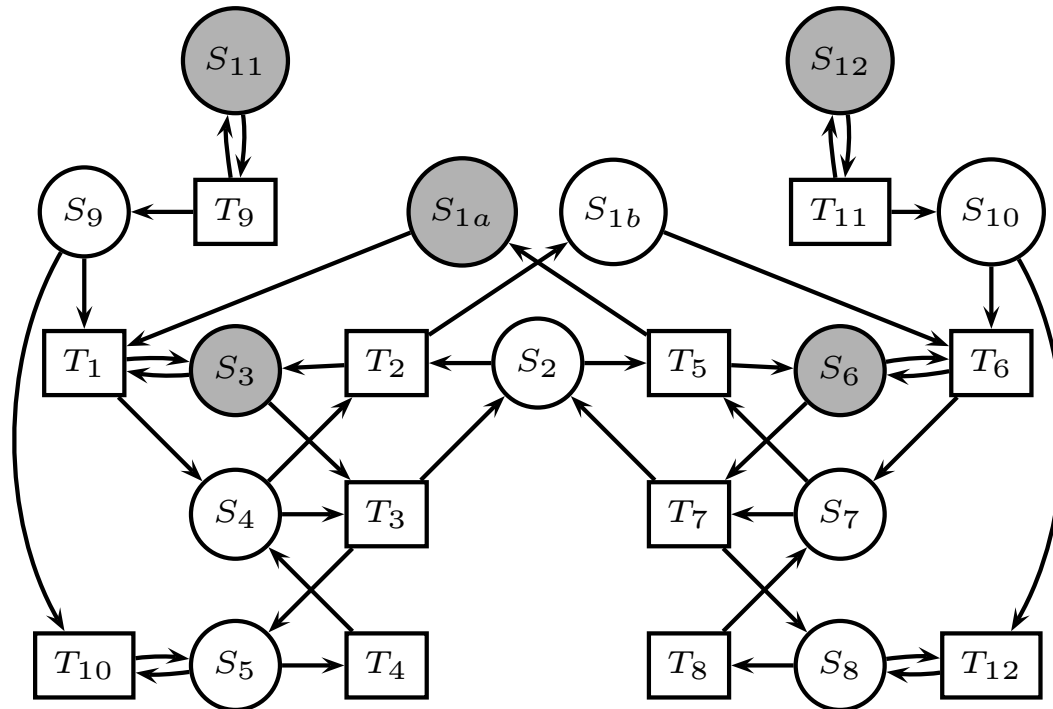 S11 S12
S9 T9 S1a S1b T11 S10
T1 S3 T2 S2 T5 S6 T6
S4 T3 T7 S7
T10 S5 T4 T8 S8 T12